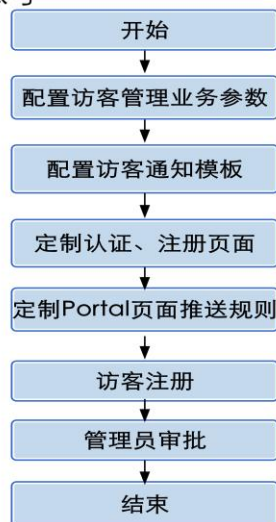 开始
配置访客管理业务参数
配置访客通知模板
定制认证、注册页面
定制Portal页面推送规则
访客注册
管理员审批
结束